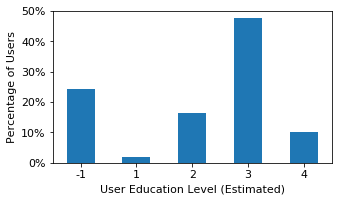 50%
40%
30%
20%
10%
0%
Percentage of Users
-1 1 2 3 4
User Education Level (Estimated)